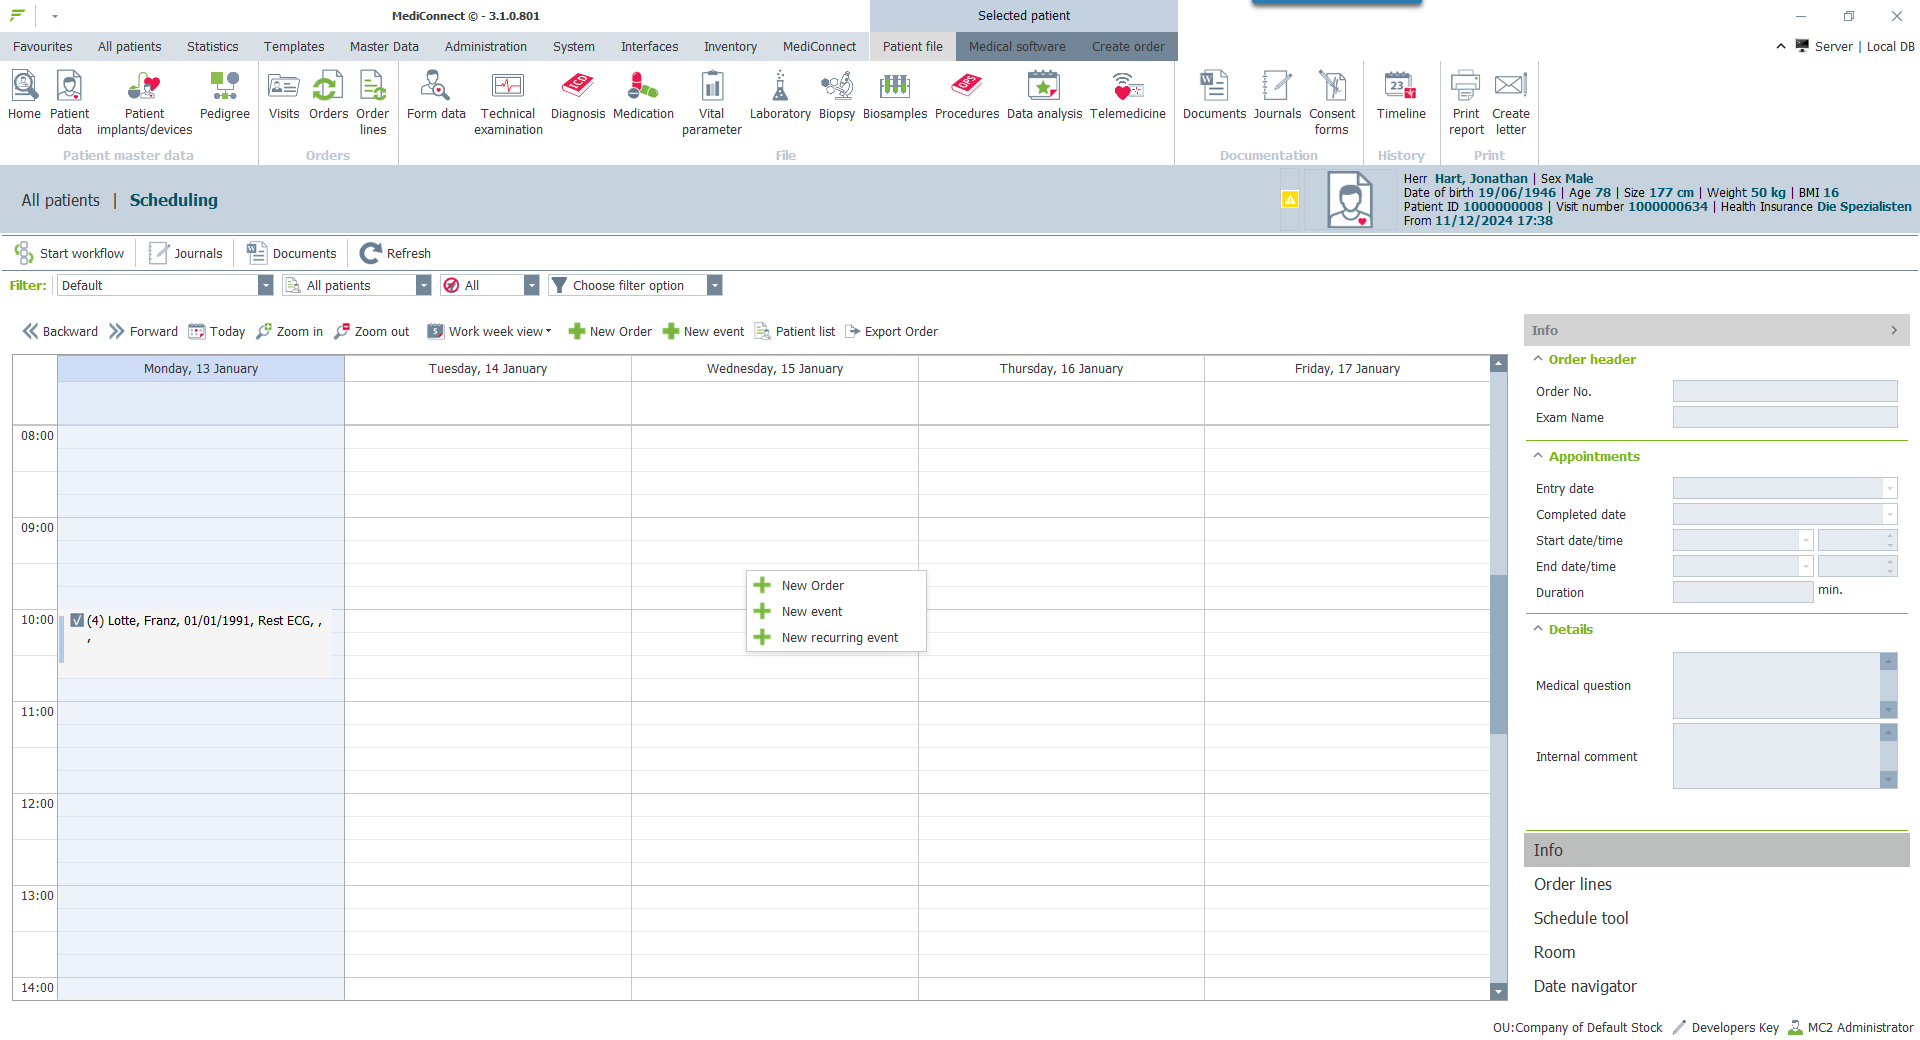 MediConnect © - 3.1.0.801
Selected patient
Favourites All patients Statistics Templates Master Data Administration System Interfaces Inventory MediConnect Patient file Medical software Create order
Server | Local DB
Home
Patient data
Patient implants/devices
Pedigree
Visits
Orders
Order lines
Form data
Technical examination
Diagnosis
Medication
Vital parameter
Laboratory
Biopsy
Biosamples
Procedures
Data analysis
Telemedicine
Documents
Journals
Consent forms
23
Timeline
Print report
Create letter
Patient master data
Orders
File
Documentation
History
Print
All patients | Scheduling
Herr Hart, Jonathan | Sex Male
Date of birth 19/06/1946 | Age 78 | Size 177 cm | Weight 50 kg | BMI 16
Patient ID 1000000008 | Visit number 1000000634 | Health Insurance Die Spezialisten
From 11/12/2024 17:38
Start workflow Journals Documents Refresh
Filter: Default All patients All Choose filter option
Backward Forward Today Zoom in Zoom out Work week view New Order New event Patient list Export Order
Monday, 13 January Tuesday, 14 January Wednesday, 15 January Thursday, 16 January Friday, 17 January
08:00
09:00
10:00
(4) Lotte, Franz, 01/01/1991, Rest ECG, ,
,
11:00
12:00
13:00
14:00
New Order
New event
New recurring event
Info
Order header
Order No.
Exam Name
Appointments
Entry date
Completed date
Start date/time
End date/time
Duration min.
Details
Medical question
Internal comment
Info
Order lines
Schedule tool
Room
Date navigator
OU:Company of Default Stock Developers Key MC2 Administrator